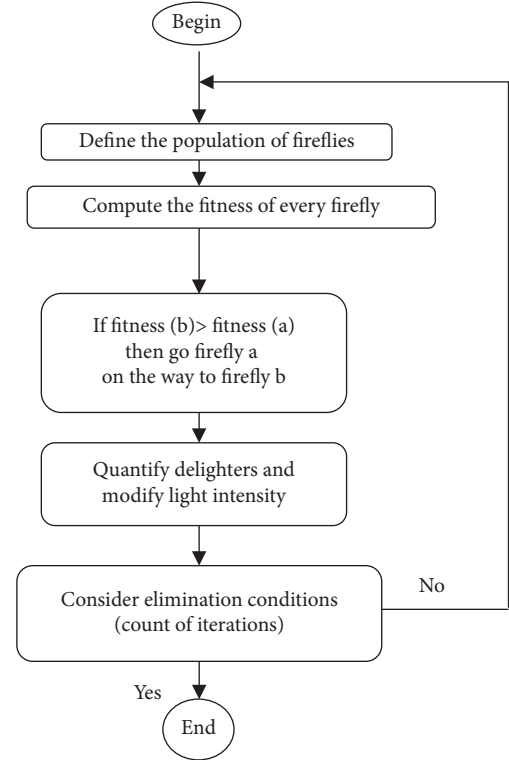 Begin
Define the population of fireflies
Compute the fitness of every firefly
If fitness (b)> fitness (a)
then go firefly a
on the way to firefly b
Quantify delighters and
modify light intensity
Consider elimination conditions
(count of iterations)
No
Yes
End